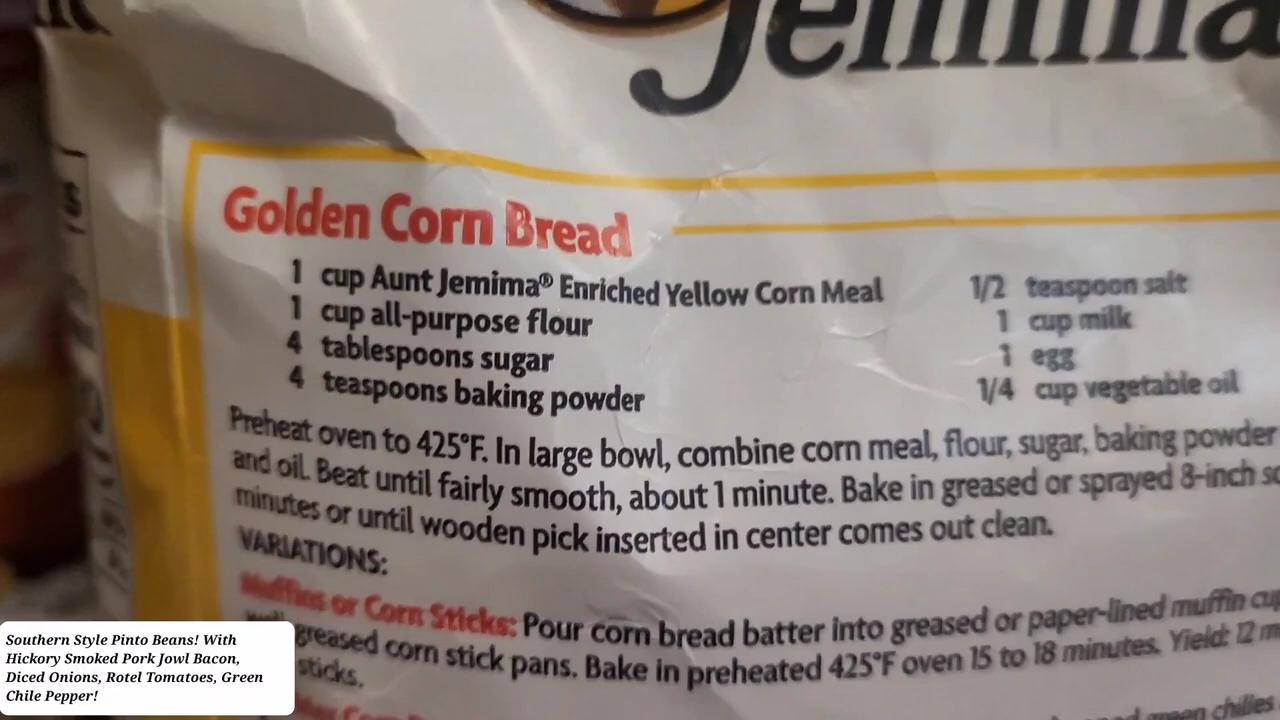 Jemima
Golden Corn Bread
1 cup Aunt Jemima® Enriched Yellow Corn Meal
1 cup all-purpose flour
4 tablespoons sugar
4 teaspoons baking powder
1/2 teaspoon salt
1 cup milk
1 egg
1/4 cup vegetable oil
Preheat oven to 425°F. In large bowl, combine corn meal, flour, sugar, baking powder
and oil. Beat until fairly smooth, about 1 minute. Bake in greased or sprayed 8-inch
minutes or until wooden pick inserted in center comes out clean.
VARIATIONS:
Muffins or Corn Sticks: Pour corn bread batter into greased or paper-lined muffin
greased corn stick pans. Bake in preheated 425°F oven 15 to 18 minutes. Yield: 12
sticks.
green chilies
Southern Style Pinto Beans! With
Hickory Smoked Pork Jowl Bacon,
Diced Onions, Rotel Tomatoes, Green
Chile Pepper!